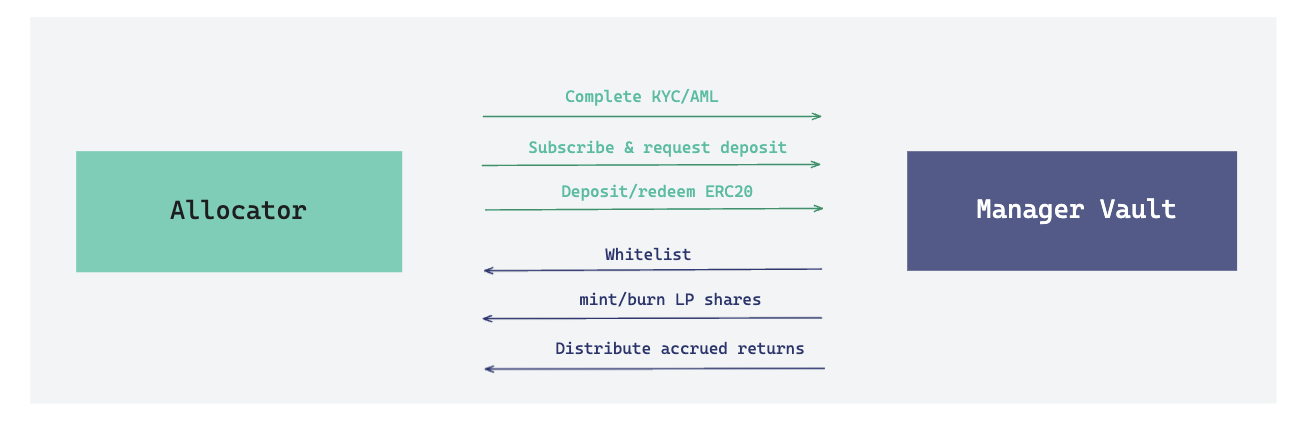 Complete KYC/AML
Subscribe & request deposit
Deposit/redeem ERC20
Allocator
Manager Vault
Whitelist
mint/burn LP shares
Distribute accrued returns